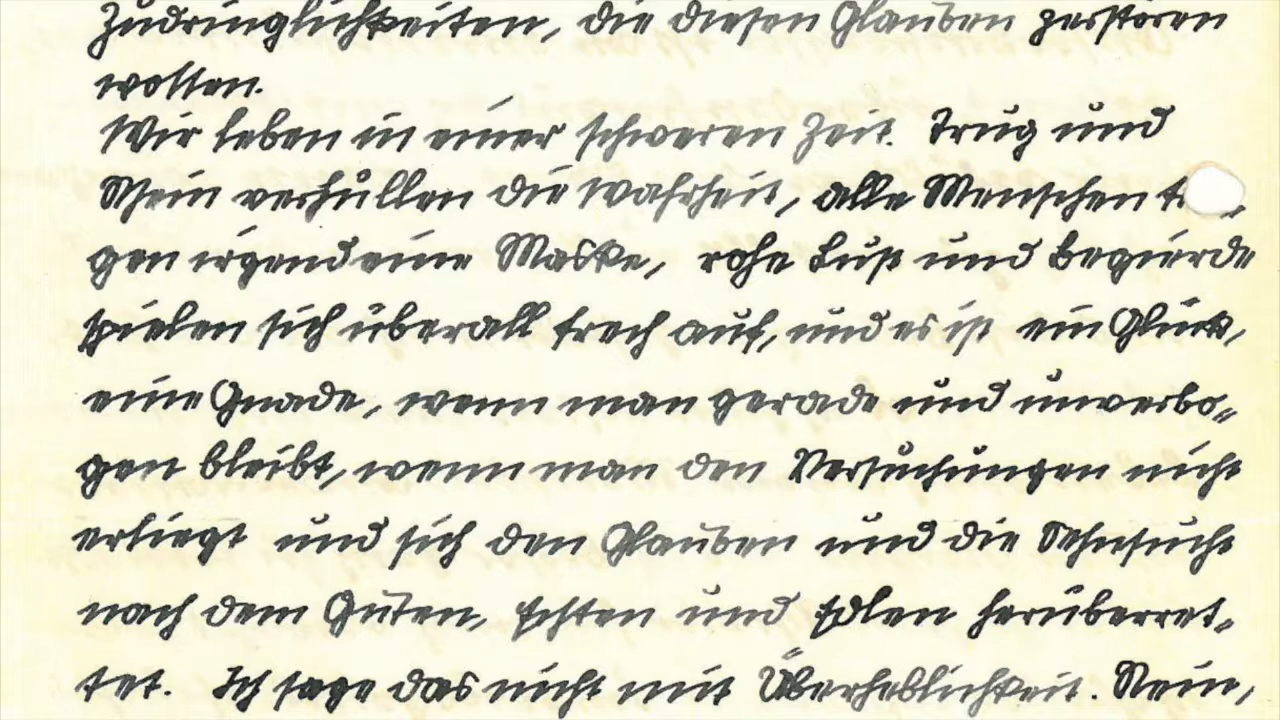 Zudringlichkeiten, die diesen Glauben zerstören
wollen.
Wir leben in einer schweren Zeit. Trug und
Schein verhüllen die Wahrheit, alle Menschen
gen irgendeine Maske, rohe Lust und Begierde
spielen sich überall frech auf, und es ist ein Glück,
eine Gnade, wenn man gerade und unverbo-
gen bleibt, wenn man den Versuchungen nicht
erliegt und sich den Glauben und die Sehnsucht
nach dem Guten, Echten und Edlen herüberret-
tet. Ich sage das nicht mit Überheblichkeit. Nein,